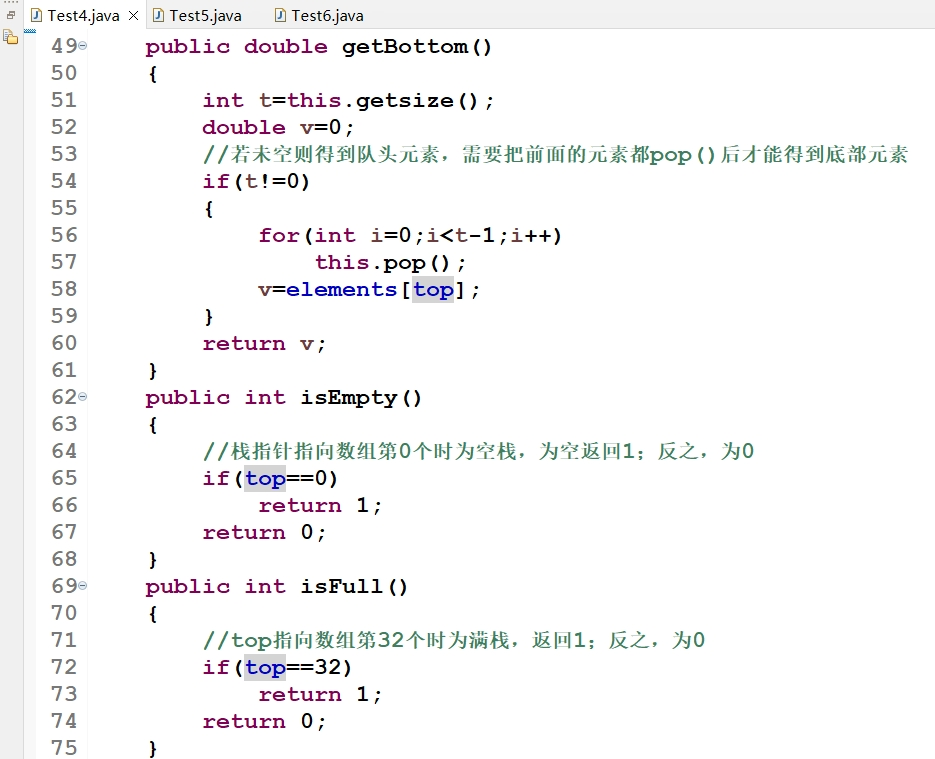 Test4.java Test5.java Test6.java
49 public double getBottom()
50 {
51 int t=this.getsize();
52 double v=0;
53 //若未空则得到队头元素，需要把前面的元素都pop()后才能得到底部元素
54 if(t!=0)
55 {
56 for(int i=0;i<t-1;i++)
57 this.pop();
58 v=elements[top];
59 }
60 return v;
61 }
62 public int isEmpty()
63 {
64 //栈指针指向数组第0个时为空栈，为空返回1；反之，为0
65 if(top==0)
66 return 1;
67 return 0;
68 }
69 public int isFull()
70 {
71 //top指向数组第32个时为满栈，返回1；反之，为0
72 if(top==32)
73 return 1;
74 return 0;
75 }